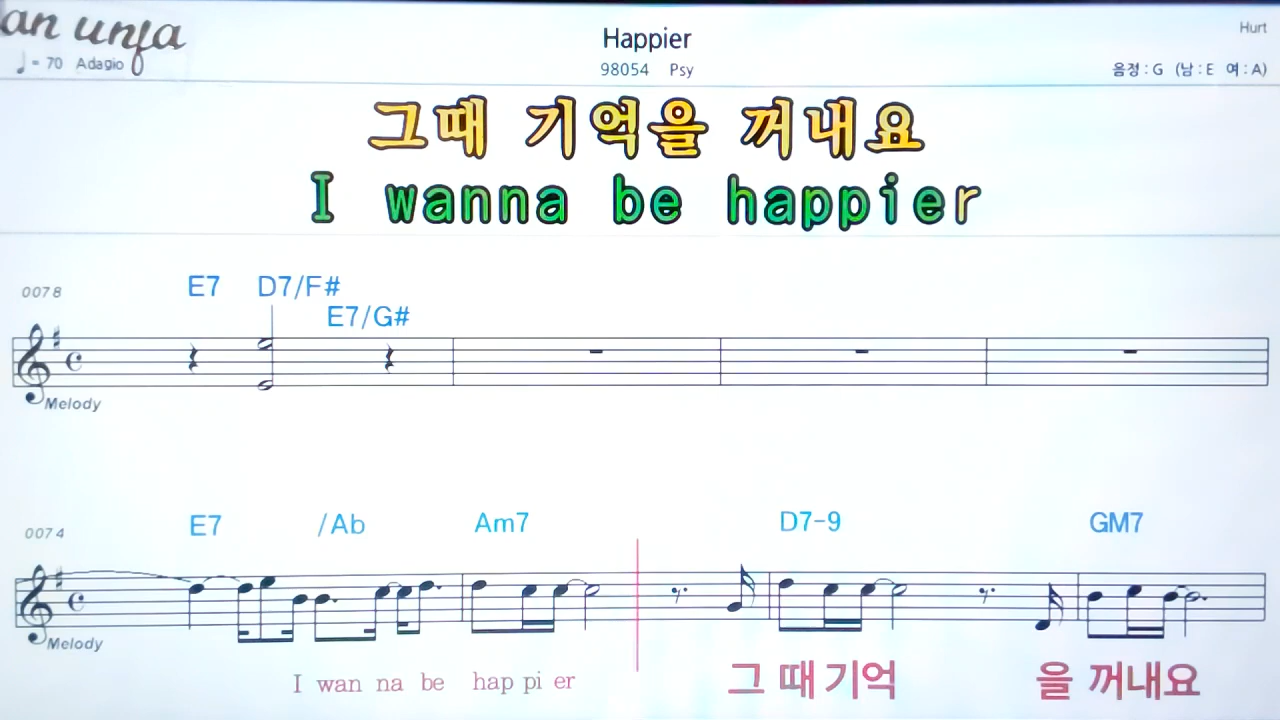 an unfa
♩= 70 Adagio
Happier
98054 Psy
Hurt
음정 : G (남 : E 여 : A)
그때 기억을 꺼내요
I wanna be happier
0078
E7 D7/F#
E7/G#
Melody
0074
E7 /Ab Am7 D7-9 GM7
Melody
I wan na be hap pi er 그 때 기억 을 꺼내요